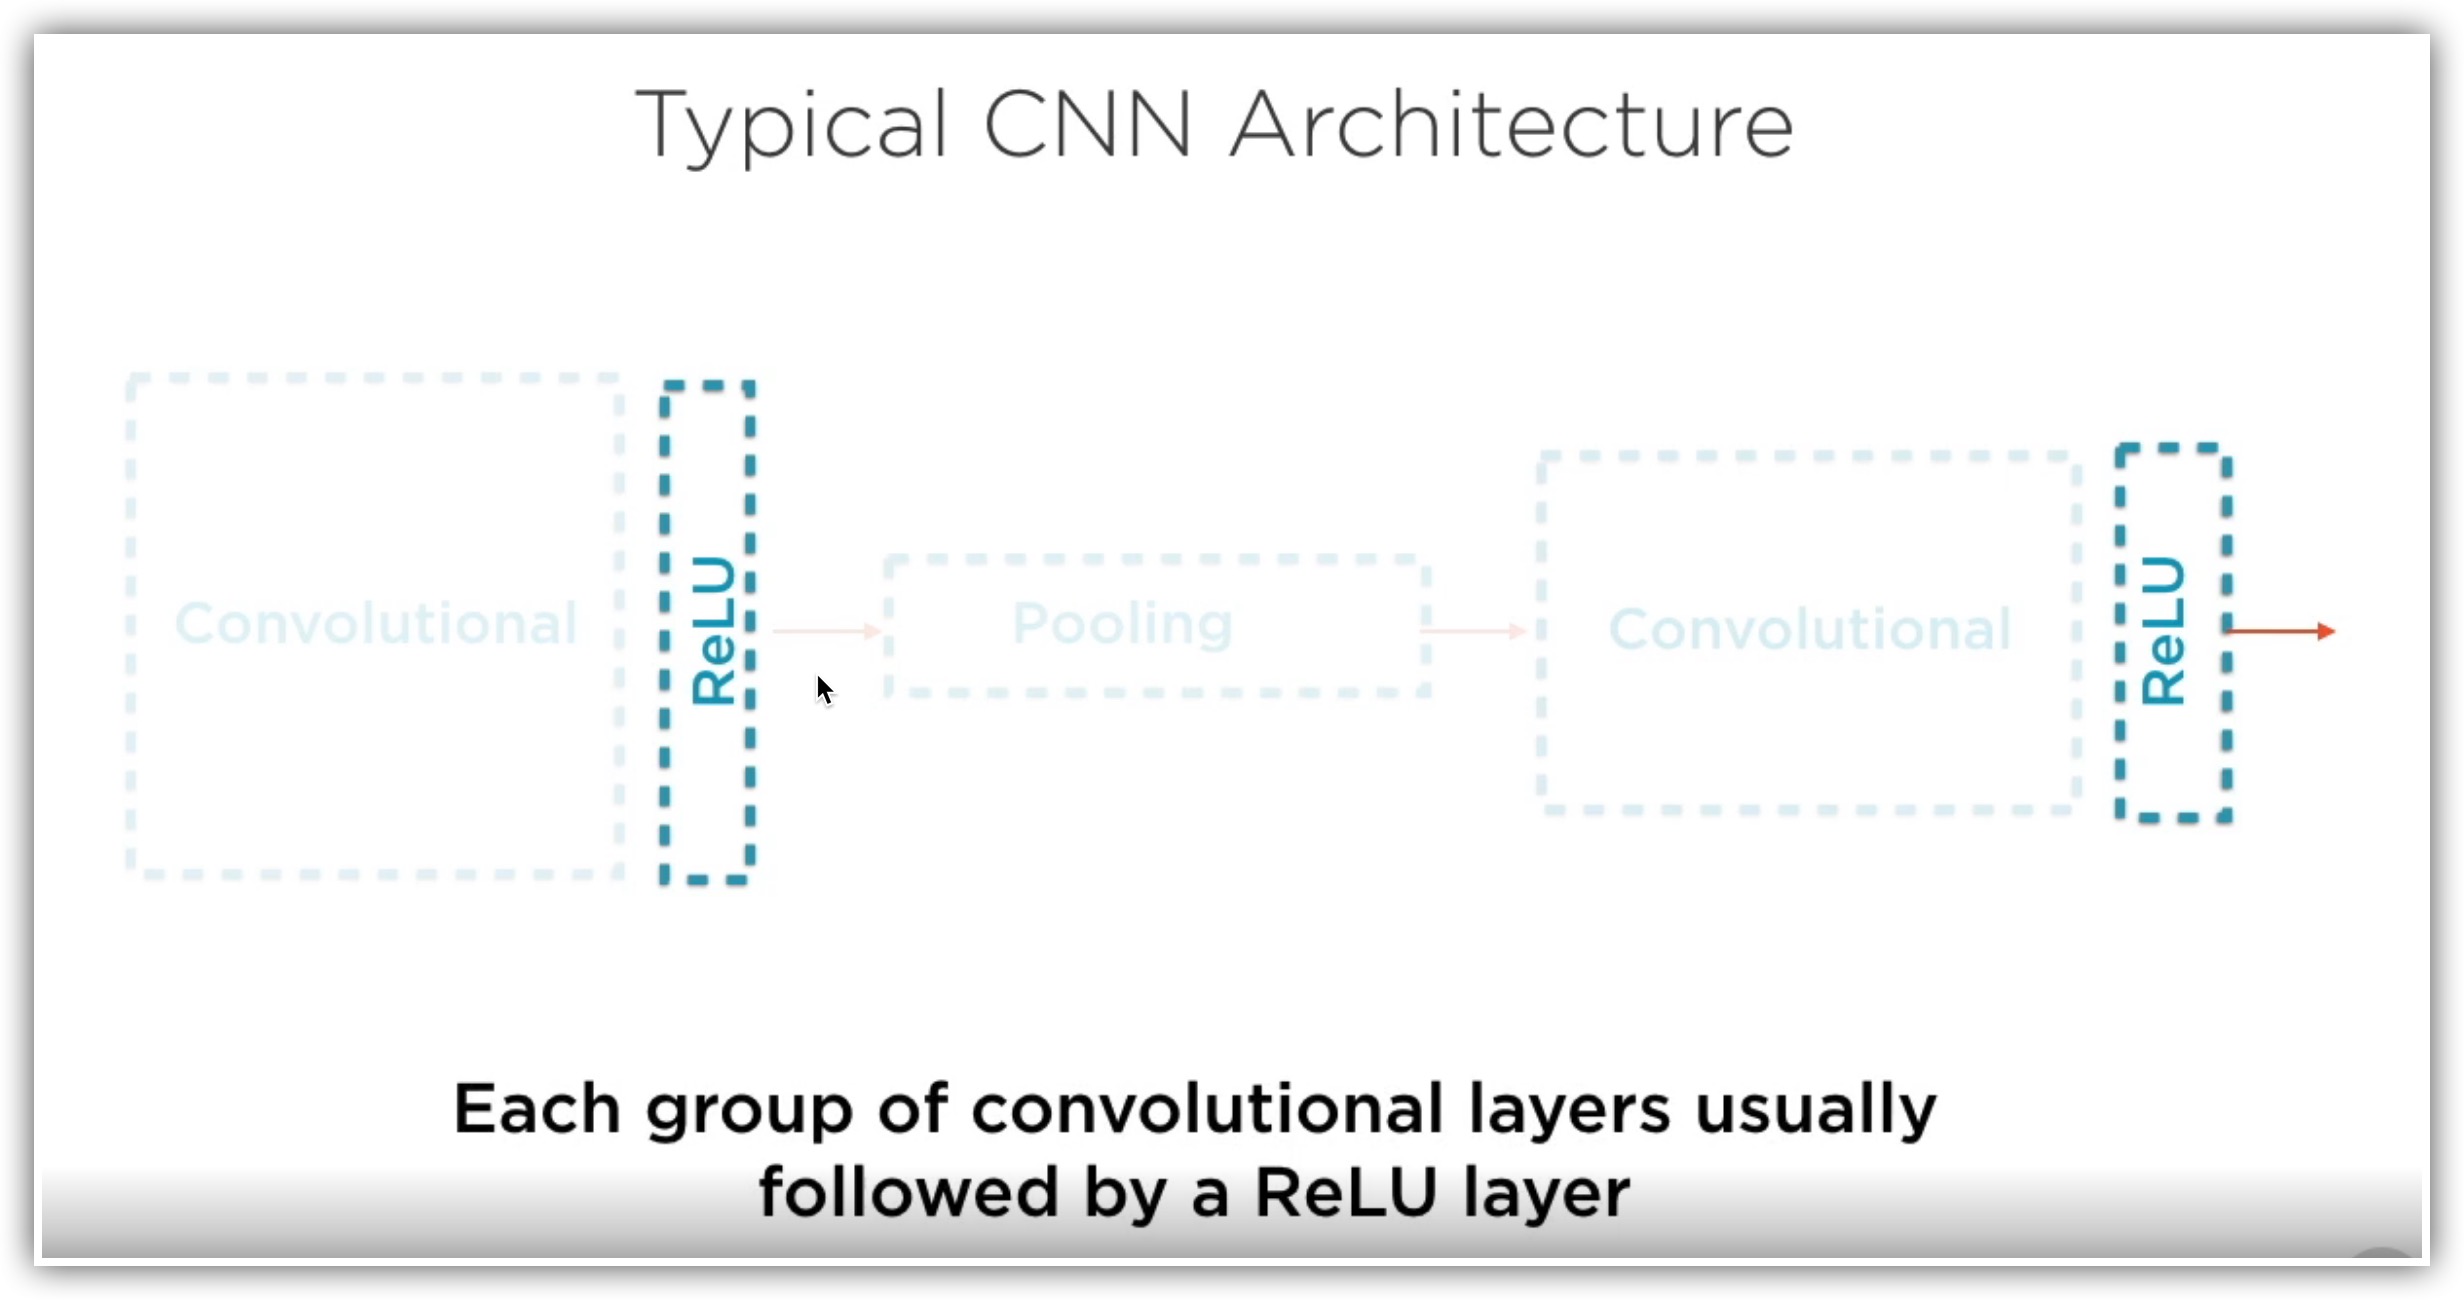 Typical CNN Architecture
Convolutional
ReLU
Pooling
Convolutional
ReLU
Each group of convolutional layers usually
followed by a ReLU layer